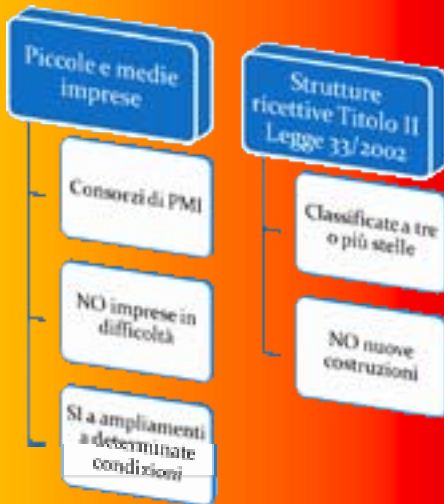 Piccole e medie
imprese
Consorzi di PMI
NO imprese in
difficoltà
SI a ampliamenti
a determinate
condizioni
Strutture
ricettive Titolo II
Legge 33/2002
Classificate a tre
o più stelle
NO nuove
costruzioni